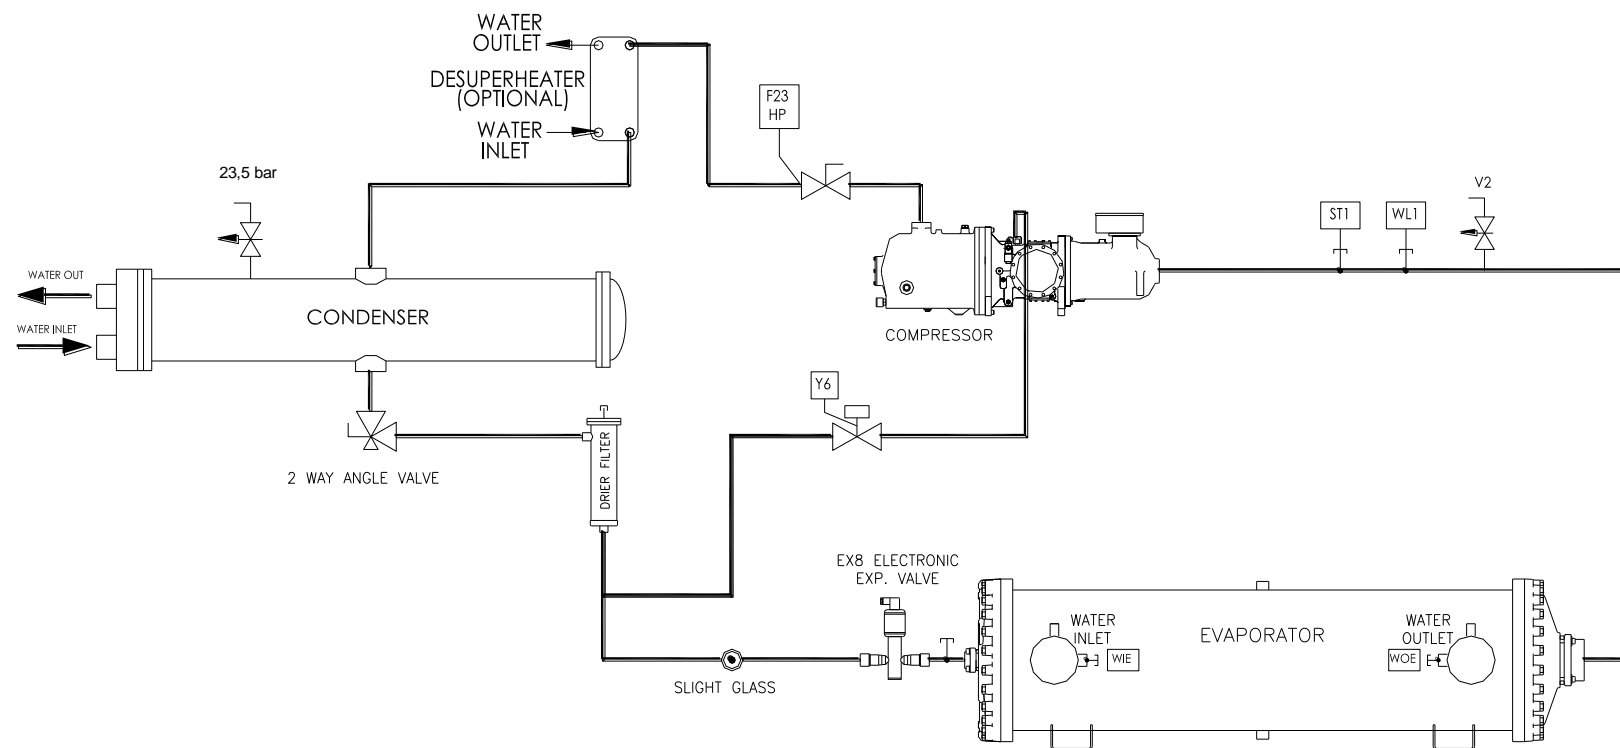 WATER
OUTLET
DESUPERHEATER
(OPTIONAL)
WATER
INLET
F23
HP
23,5 bar
V2
ST1
WL1
WATER OUT
WATER INLET
CONDENSER
COMPRESSOR
Y6
2 WAY ANGLE VALVE
DRIER FILTER
EX8 ELECTRONIC
EXP. VALVE
WATER
INLET
WIE
EVAPORATOR
WATER
OUTLET
WOE
SLIGHT GLASS